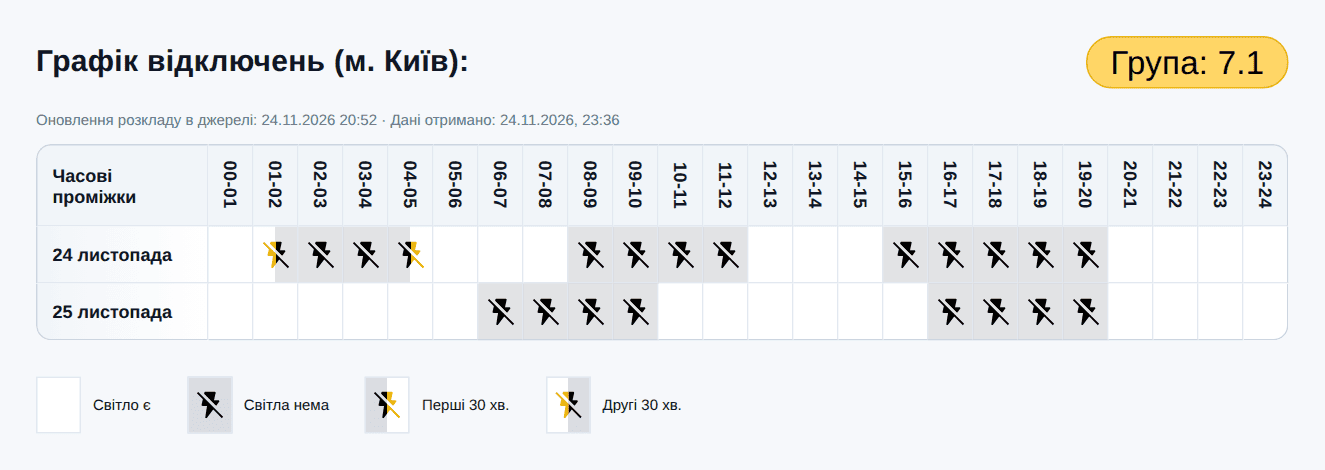 Графік відключень (м. Київ):
Група: 7.1
Оновлення розкладу в джерелі: 24.11.2026 20:52 · Дані отримано: 24.11.2026, 23:36
Часові
проміжки
00-01
01-02
02-03
03-04
04-05
05-06
06-07
07-08
08-09
09-10
10-11
11-12
12-13
13-14
14-15
15-16
16-17
17-18
18-19
19-20
20-21
21-22
22-23
23-24
24 листопада
25 листопада
Світло є
Світла нема
Перші 30 хв.
Другі 30 хв.